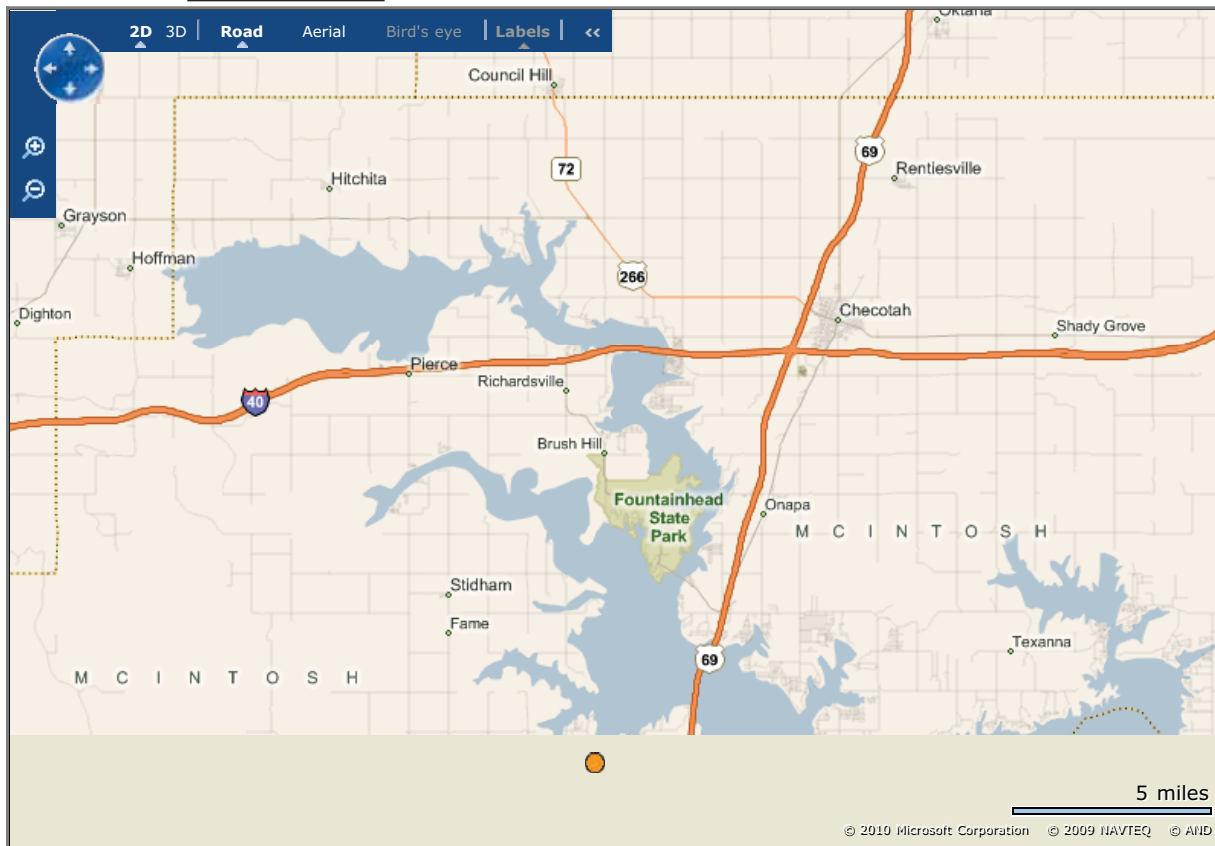 2D 3D | Road Aerial Bird's eye | Labels | <<
Oktaha
Council Hill
72
69
Rentiesville
Hitchita
Grayson
Hoffman
266
Dighton
Checotah
Shady Grove
Pierce
Richardsville
40
Brush Hill
Fountainhead
State
Park
Onapa
MCINTOSH
Stidham
Fame
Texanna
69
MCINTOSH
5 miles
© 2010 Microsoft Corporation © 2009 NAVTEQ © AND